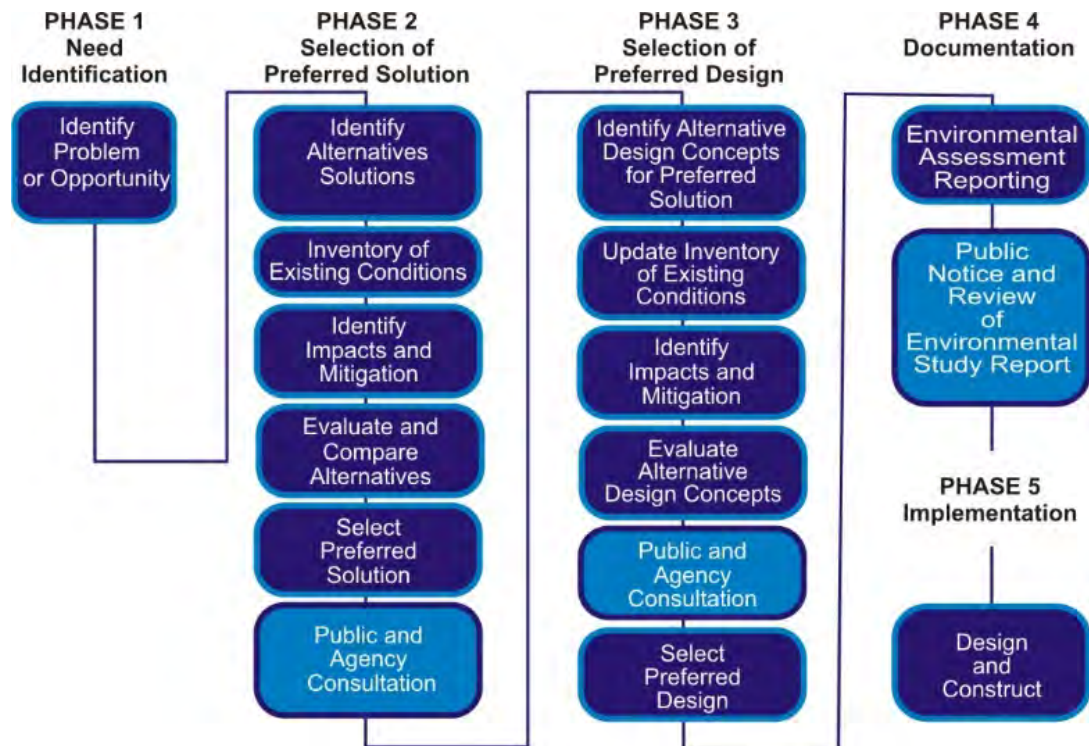 PHASE 1
Need
Identification
Identify
Problem
or Opportunity
PHASE 2
Selection of
Preferred Solution
Identify
Alternatives
Solutions
Inventory of
Existing Conditions
Identify
Impacts and
Mitigation
Evaluate and
Compare
Alternatives
Select
Preferred
Solution
Public and
Agency
Consultation
PHASE 3
Selection of
Preferred Design
Identify Alternative
Design Concepts
for Preferred
Solution
Update Inventory
of Existing
Conditions
Identify
Impacts and
Mitigation
Evaluate
Alternative
Design Concepts
Public and
Agency
Consultation
Select
Preferred
Design
PHASE 4
Documentation
Environmental
Assessment
Reporting
Public
Notice and
Review
of
Environmental
Study Report
PHASE 5
Implementation
Design
and
Construct